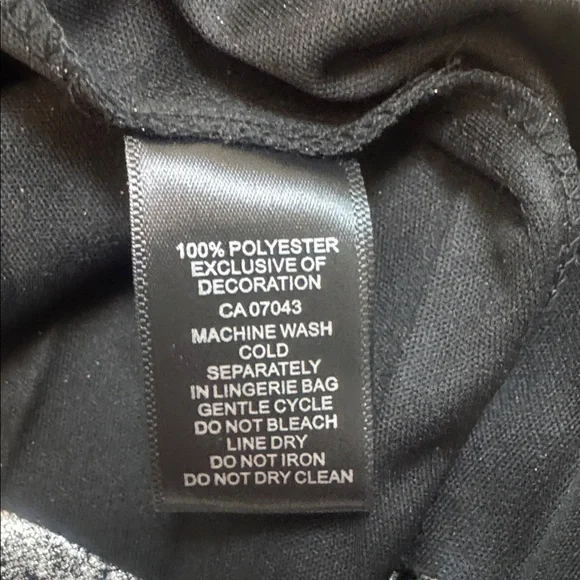 100% POLYESTER
EXCLUSIVE OF
DECORATION
CA 07043
MACHINE WASH
COLD
SEPARATELY
IN LINGERIE BAG
GENTLE CYCLE
DO NOT BLEACH
LINE DRY
DO NOT IRON
DO NOT DRY CLEAN